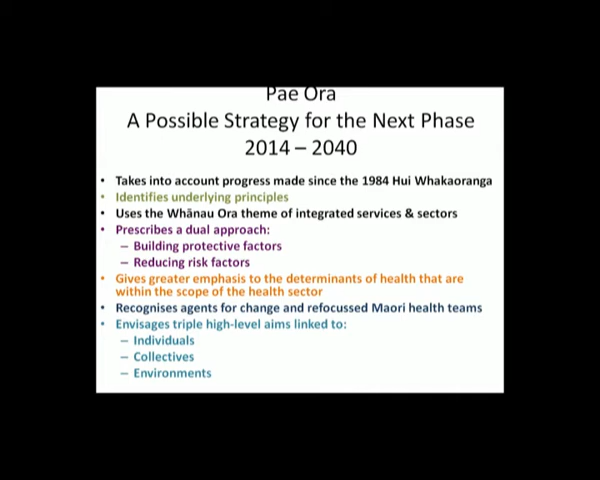 Pae Ora
A Possible Strategy for the Next Phase
2014 – 2040
• Takes into account progress made since the 1984 Hui Whakaoranga
• Identifies underlying principles
• Uses the Whānau Ora theme of integrated services & sectors
• Prescribes a dual approach:
– Building protective factors
– Reducing risk factors
• Gives greater emphasis to the determinants of health that are
within the scope of the health sector
• Recognises agents for change and refocussed Maori health teams
• Envisages triple high-level aims linked to:
– Individuals
– Collectives
– Environments